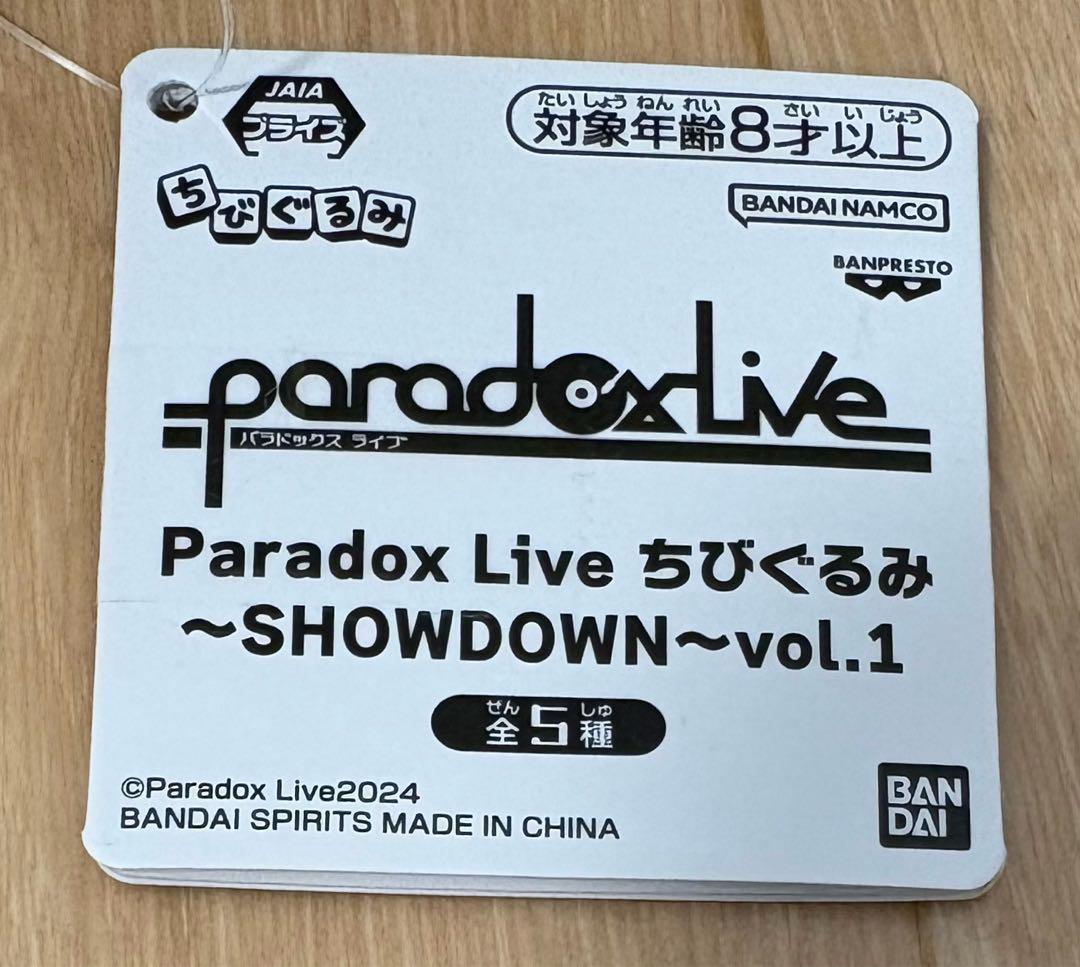 JAIA
プライズ
たいしょうねんれい さいいじょう
対象年齢8才以上
ちびぐるみ
BANDAI NAMCO
BANPRESTO
paradox Live
パラドックス ライブ
Paradox Live ちびぐるみ
～SHOWDOWN～vol.1
ぜん しゅ
全5種
©Paradox Live2024
BANDAI SPIRITS MADE IN CHINA
BAN
DAI